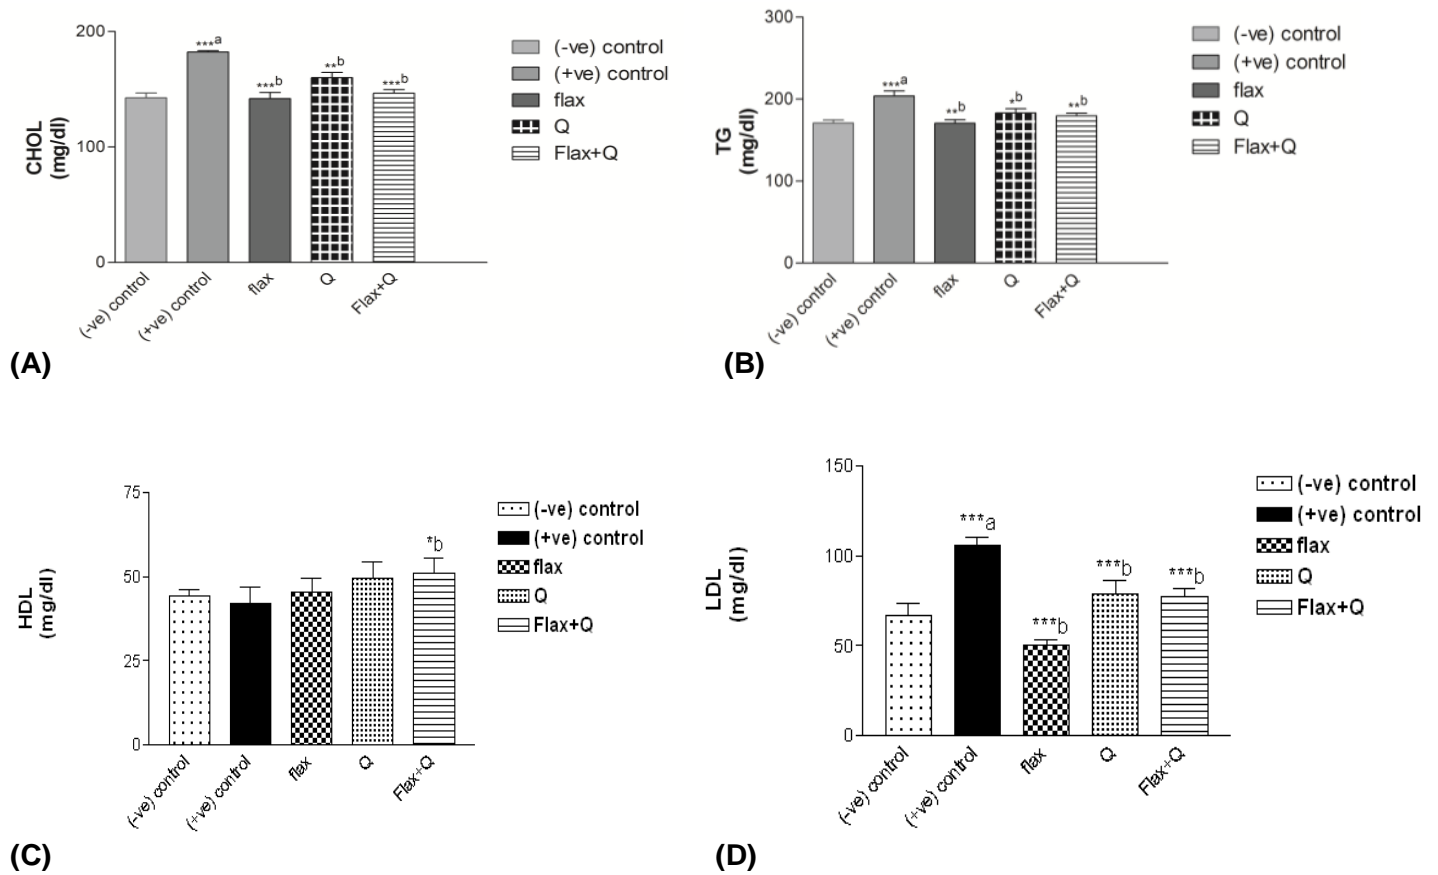 200
100
0
CHOL
(mg/dl)
***a
***b
**b
***b
(-ve) control
(+ve) control
flax
Q
Flax+Q
(-ve) control
(+ve) control
flax
Q
Flax+Q
(A)
300
200
100
0
TG
(mg/dl)
***a
**b
*b
**b
(-ve) control
(+ve) control
flax
Q
Flax+Q
(-ve) control
(+ve) control
flax
Q
Flax+Q
(B)
75
50
25
0
HDL
(mg/dl)
*b
(-ve) control
(+ve) control
flax
Q
Flax+Q
(-ve) control
(+ve) control
flax
Q
Flax+Q
(C)
150
100
50
0
LDL
(mg/dl)
***a
***b
***b
***b
(-ve) control
(+ve) control
flax
Q
Flax+Q
(-ve) control
(+ve) control
flax
Q
Flax+Q
(D)